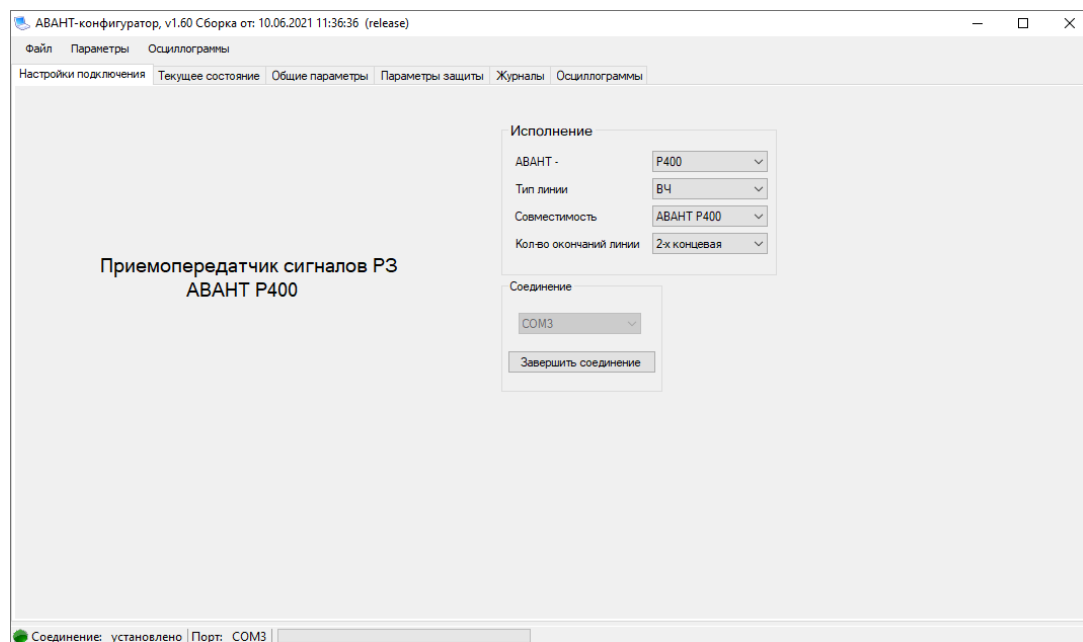 АВАНТ-конфигуратор, v1.60 Сборка от: 10.06.2021 11:36:36 (release)
Файл Параметры Осциллограммы
Настройки подключения Текущее состояние Общие параметры Параметры защиты Журналы Осциллограммы
Исполнение
АВАНТ - Р400
Тип линии ВЧ
Совместимость АВАНТ Р400
Кол-во окончаний линии 2-х концевая
Приемопередатчик сигналов РЗ
АВАНТ Р400
Соединение
COM3
Завершить соединение
Соединение: установлено Порт: COM3